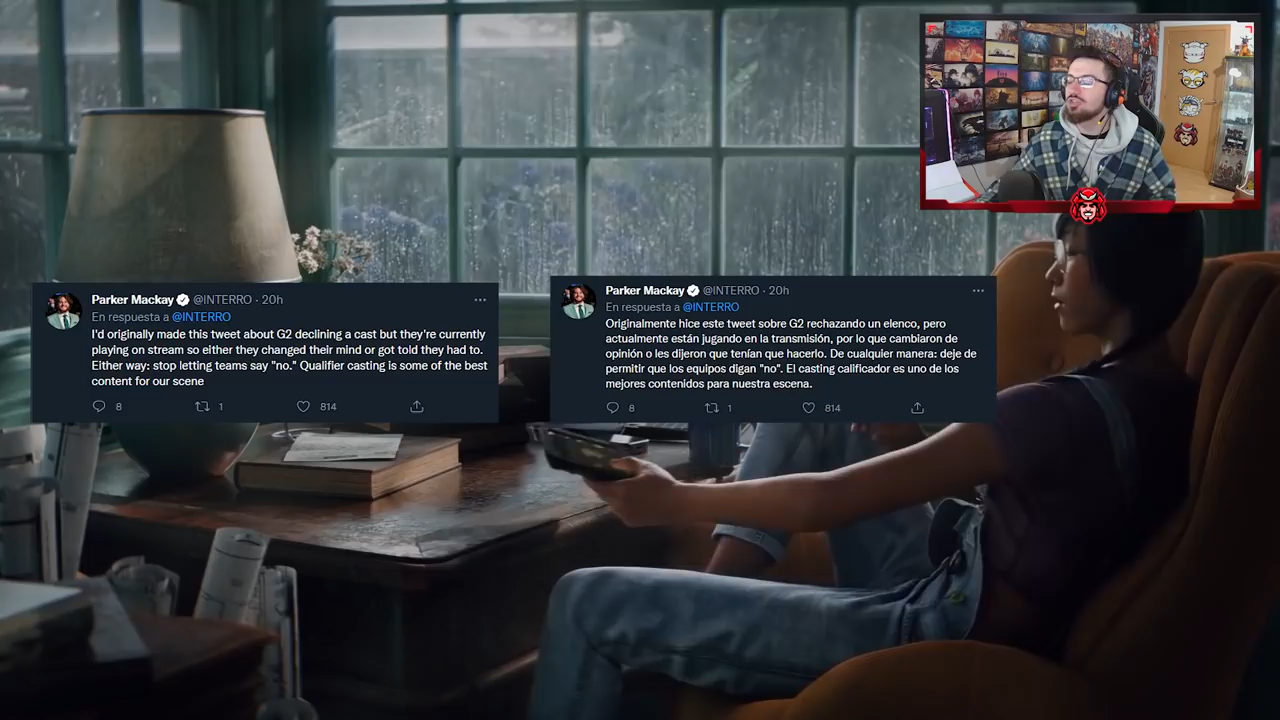 Parker Mackay @INTERRO · 20h
En respuesta a @INTERRO
I'd originally made this tweet about G2 declining a cast but they're currently
playing on stream so either they changed their mind or got told they had to.
Either way: stop letting teams say "no." Qualifier casting is some of the best
content for our scene
8 1 814
Parker Mackay @INTERRO · 20h
En respuesta a @INTERRO
Originalmente hice este tweet sobre G2 rechazando un elenco, pero
actualmente están jugando en la transmisión, por lo que cambiaron de
opinión o les dijeron que tenían que hacerlo. De cualquier manera: deje de
permitir que los equipos digan "no". El casting calificador es uno de los
mejores contenidos para nuestra escena.
8 1 814